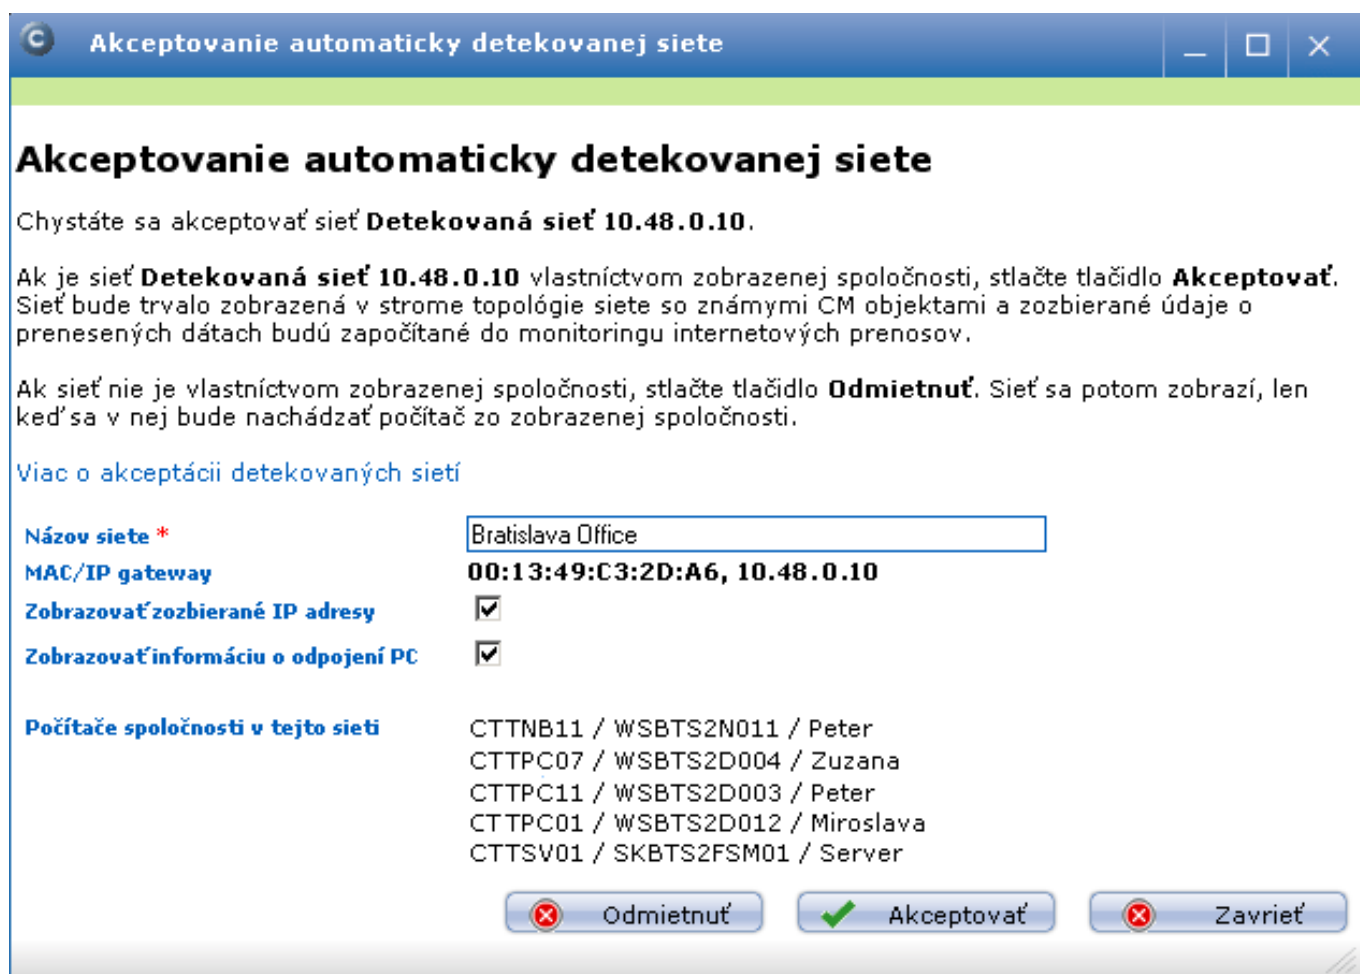 Akceptovanie automaticky detekovanej siete
Akceptovanie automaticky detekovanej siete
Chystáte sa akceptovať sieť Detekovaná sieť 10.48.0.10.
Ak je sieť Detekovaná sieť 10.48.0.10 vlastníctvom zobrazenej spoločnosti, stlačte tlačidlo Akceptovať.
Sieť bude trvalo zobrazená v strome topológie siete so známymi CM objektami a zozbierané údaje o
prenesených dátach budú započítané do monitoringu internetových prenosov.
Ak sieť nie je vlastníctvom zobrazenej spoločnosti, stlačte tlačidlo Odmietnuť. Sieť sa potom zobrazí, len
keď sa v nej bude nachádzať počítač zo zobrazenej spoločnosti.
Viac o akceptácii detekovaných sietí
Názov siete * Bratislava Office
MAC/IP gateway 00:13:49:C3:2D:A6, 10.48.0.10
Zobrazovať zozbierané IP adresy
Zobrazovať informáciu o odpojení PC
Počítače spoločnosti v tejto sieti CTTNB11 / WSBTS2N011 / Peter
CTTPC07 / WSBTS2D004 / Zuzana
CTTPC11 / WSBTS2D003 / Peter
CTTPC01 / WSBTS2D012 / Miroslava
CTTSV01 / SKBTS2FSM01 / Server
Odmietnuť Akceptovať Zavrieť